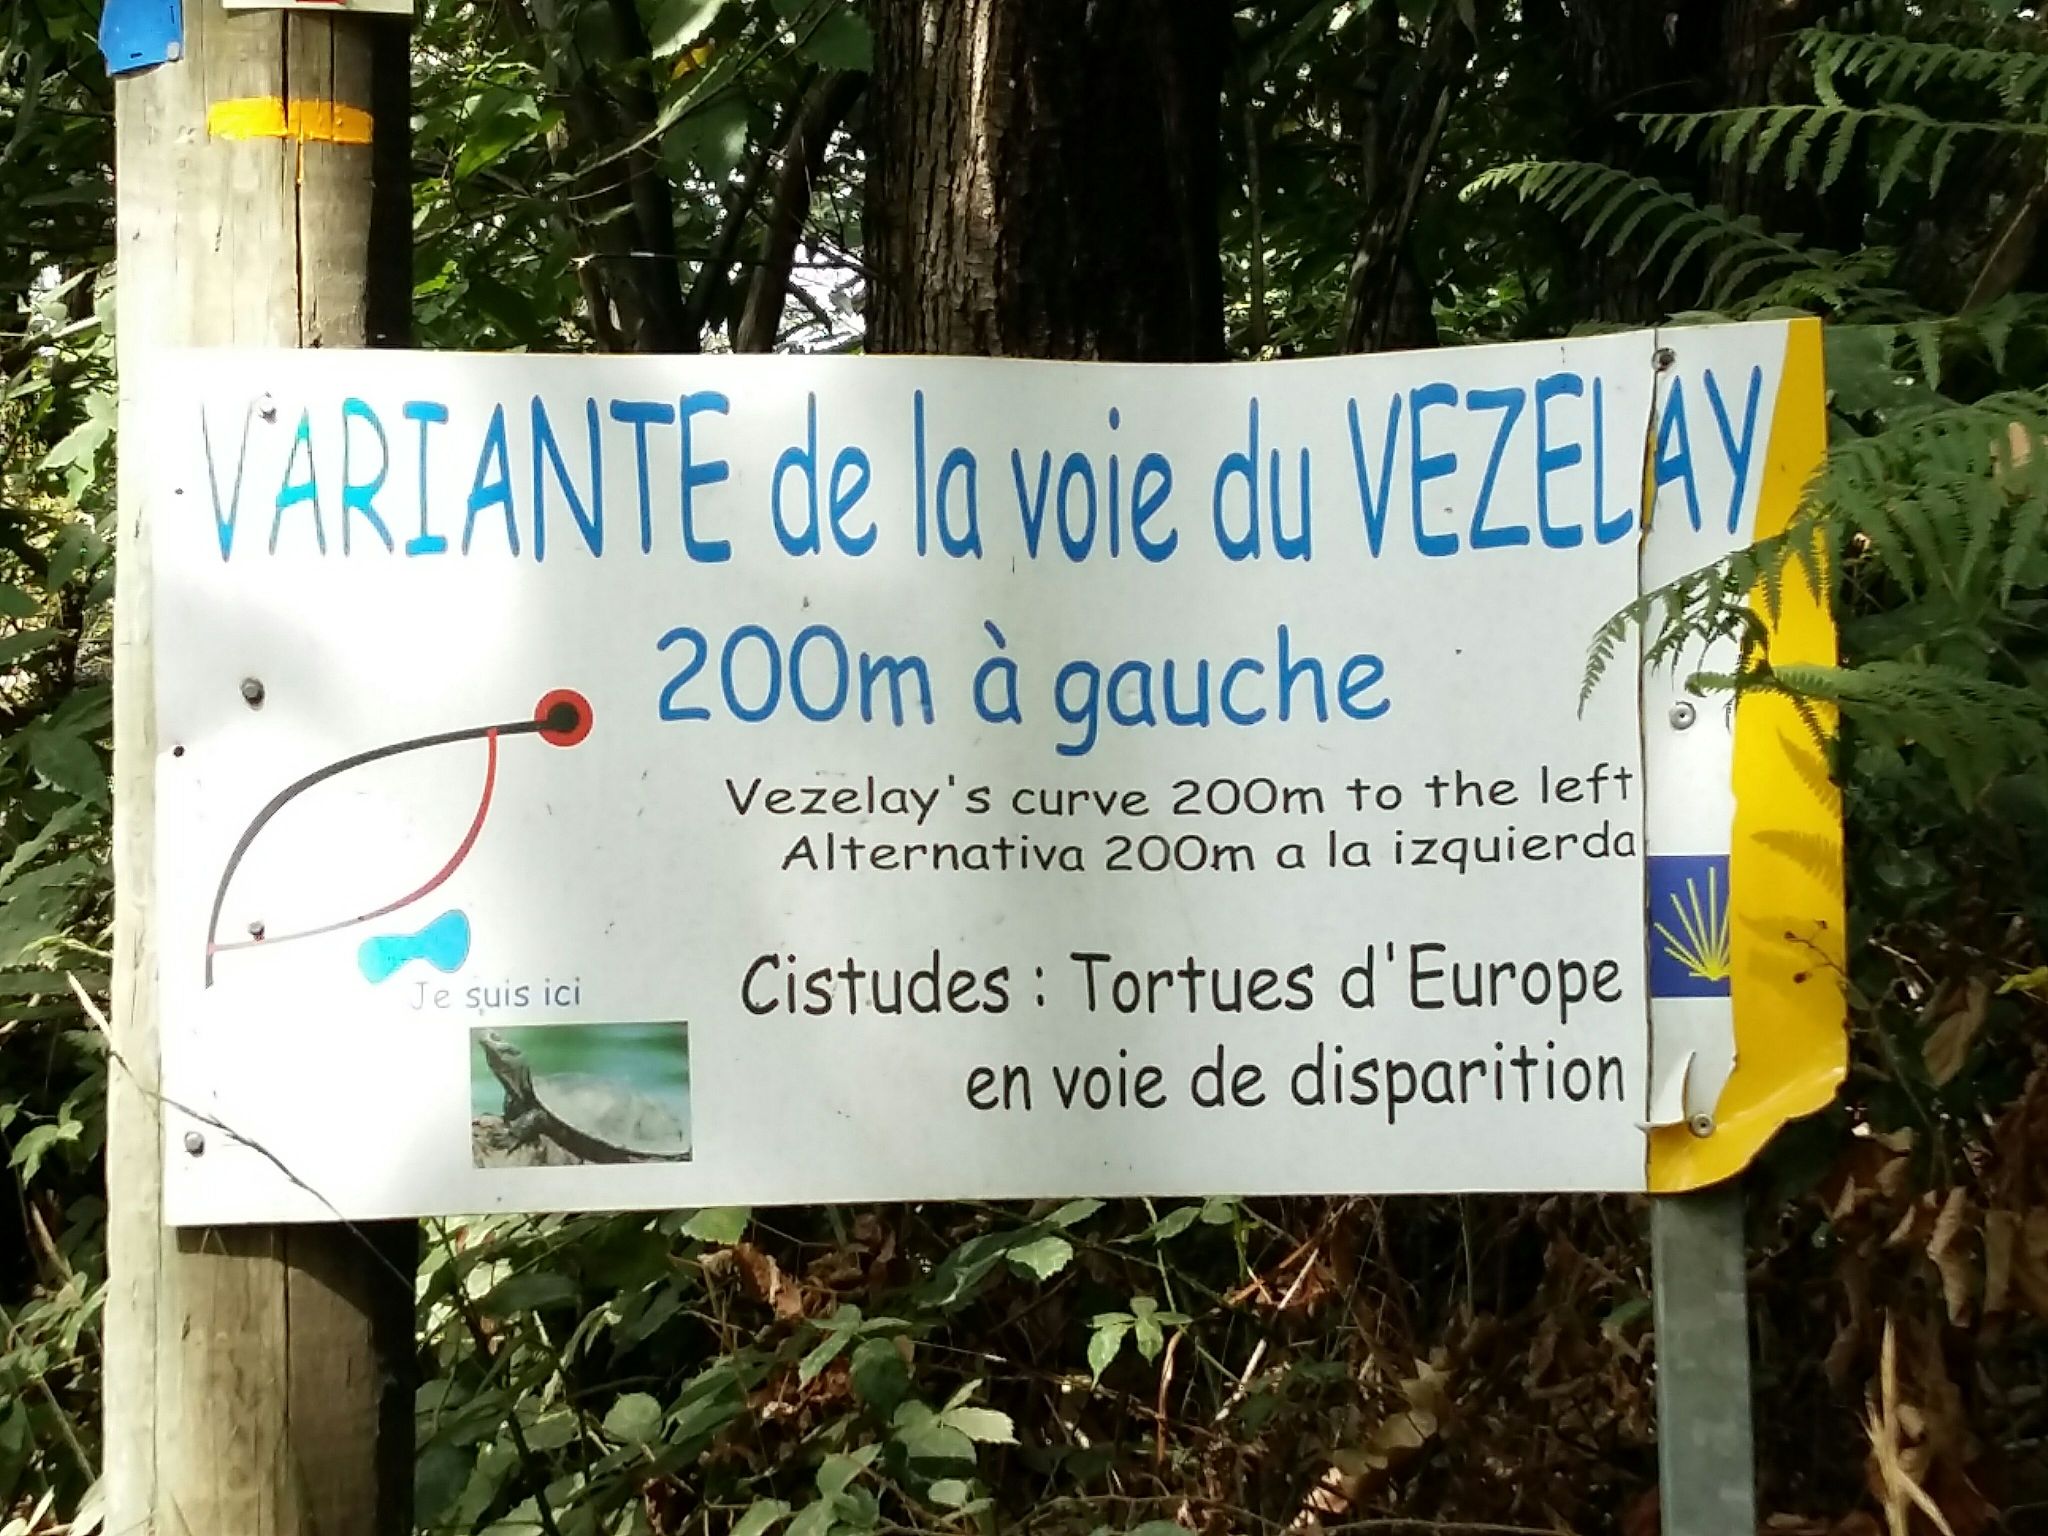 VARIANTE de la voie du VEZELAY
200m à gauche
Vezelay's curve 200m to the left
Alternativa 200m a la izquierda
Je suis ici
Cistudes : Tortues d'Europe
en voie de disparition